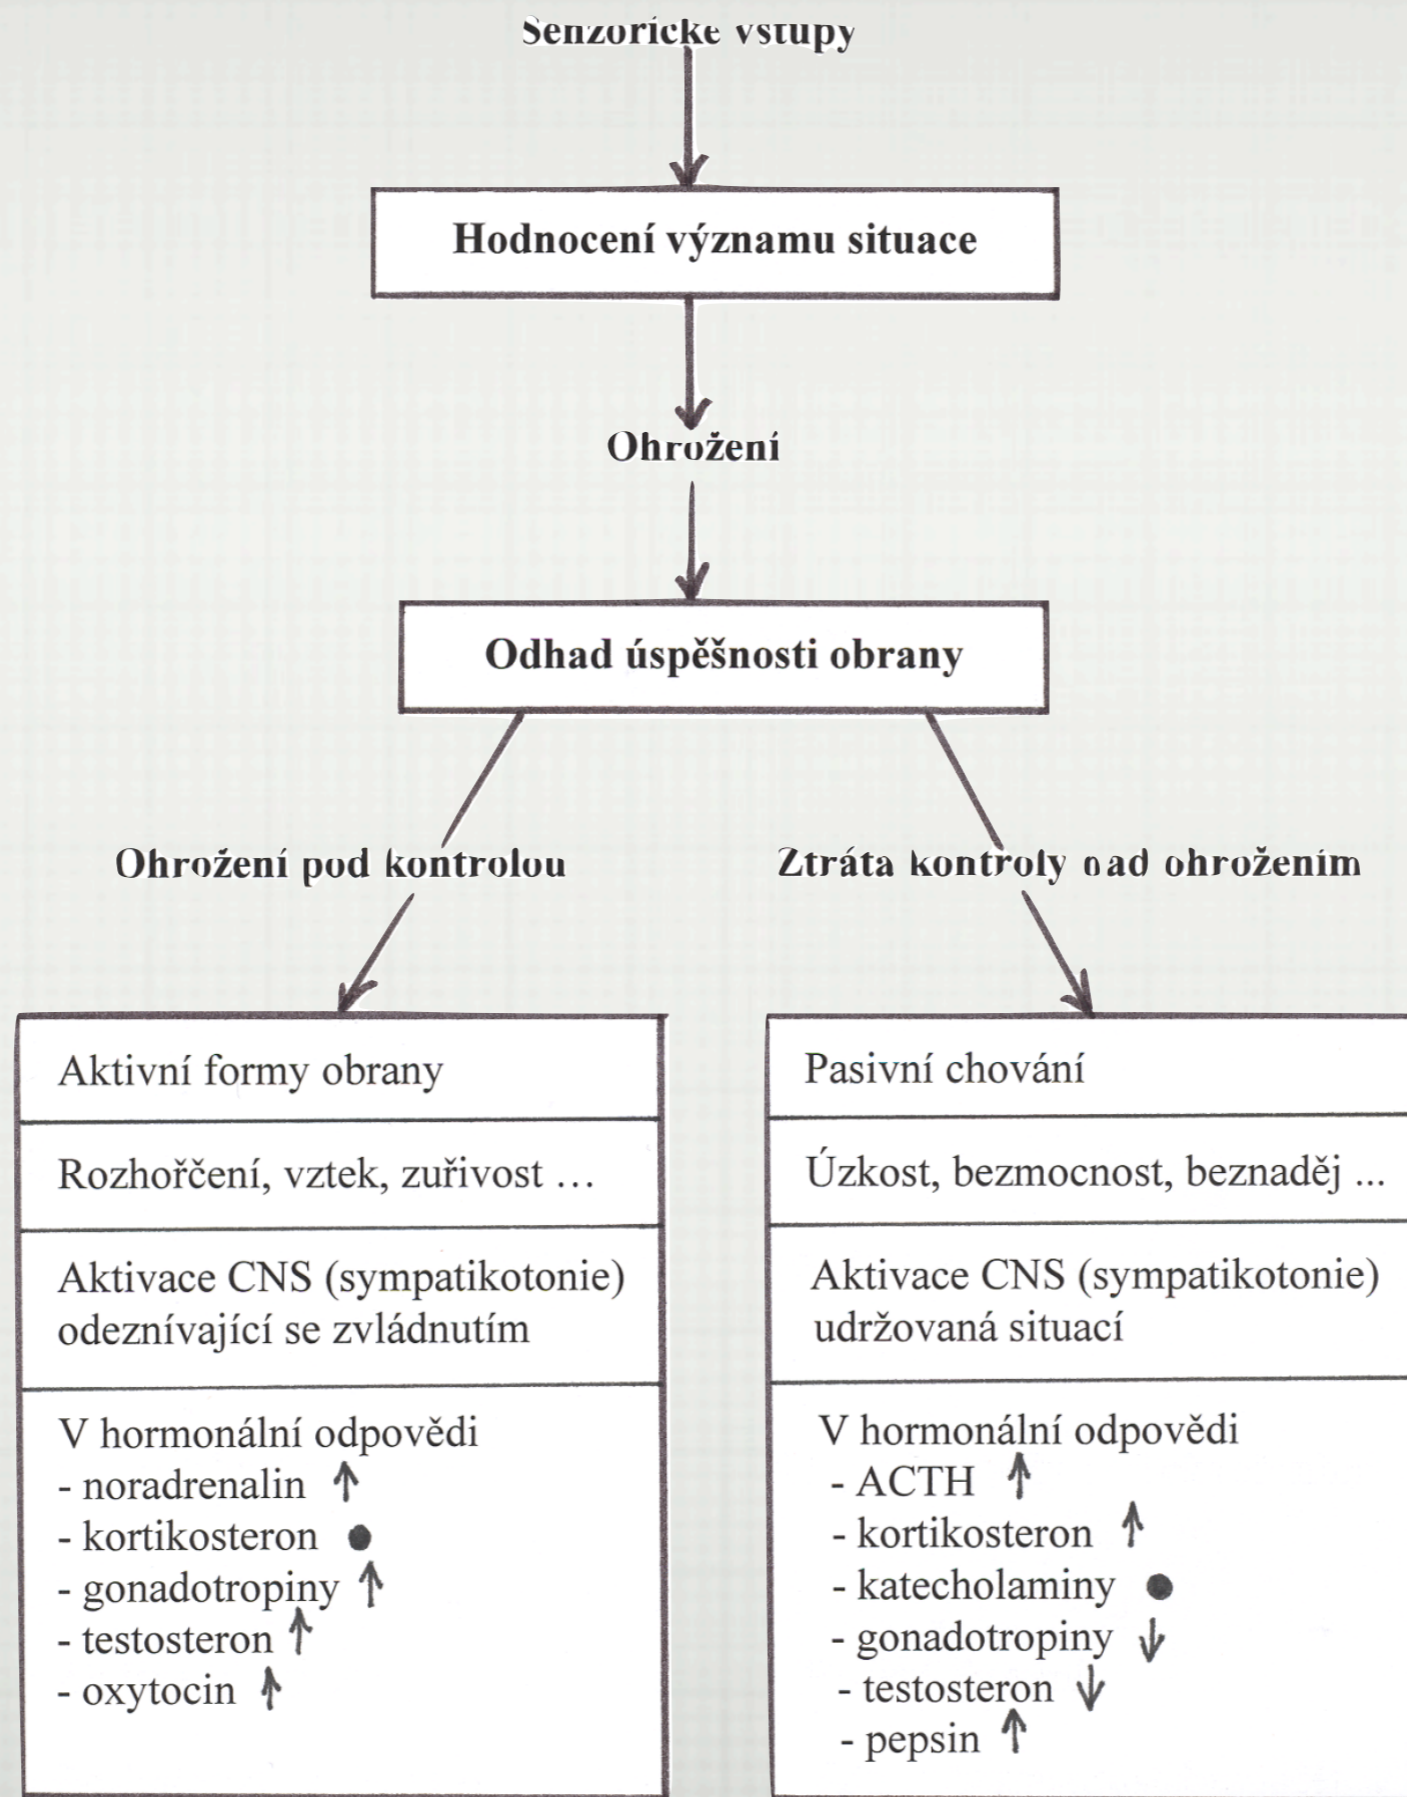 Senzorické vstupy
Hodnocení významu situace
Ohrožení
Odhad úspěšnosti obrany
Ohrožení pod kontrolou
Ztráta kontroly nad ohrožením
Aktivní formy obrany
Rozhořčení, vztek, zuřivost …
Aktivace CNS (sympatikotonie)
odeznívající se zvládnutím
V hormonální odpovědi
- noradrenalin ↑
- kortikosteron ●
- gonadotropiny ↑
- testosteron ↑
- oxytocin ↑
Pasivní chování
Úzkost, bezmocnost, beznaděj ...
Aktivace CNS (sympatikotonie)
udržovaná situací
V hormonální odpovědi
- ACTH ↑
- kortikosteron ↑
- katecholaminy ●
- gonadotropiny ↓
- testosteron ↓
- pepsin ↑